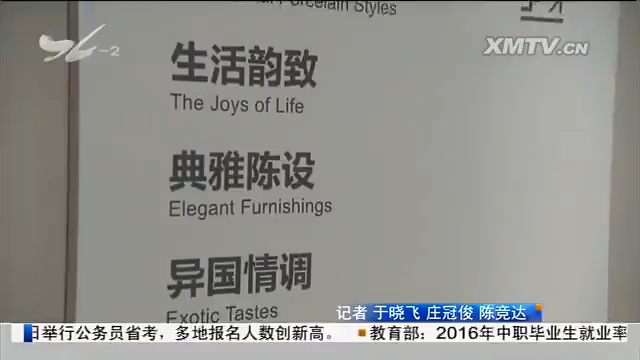 Porcelain Styles
XMTV.CN
-2
生活韵致
The Joys of Life
典雅陈设
Elegant Furnishings
异国情调
Exotic Tastes
记者 于晓飞 庄冠俊 陈竞达
日举行公务员省考，多地报名人数创新高。 ■教育部：2016年中职毕业生就业率